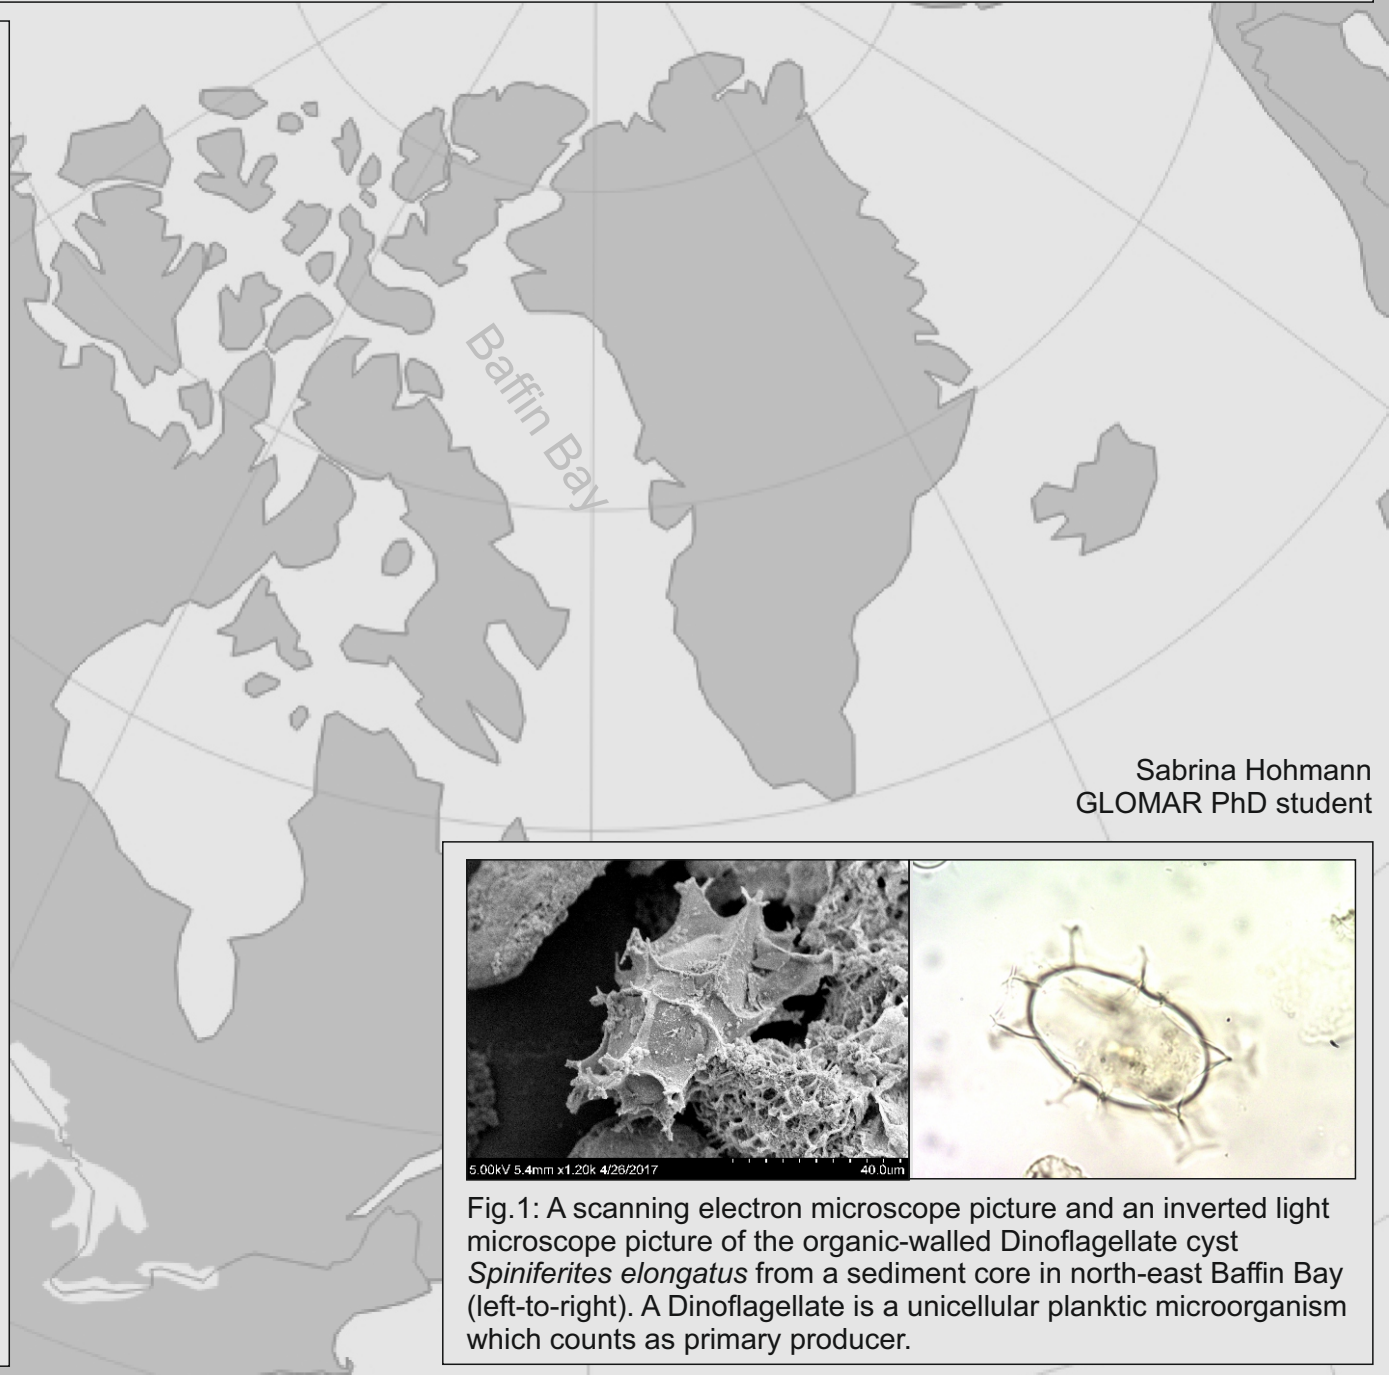 Baffin Bay
Sabrina Hohmann
GLOMAR PhD student
5.00kV 5.4mm x1.20k 4/26/2017 40.0um
Fig.1: A scanning electron microscope picture and an inverted light
microscope picture of the organic-walled Dinoflagellate cyst
Spiniferites elongatus from a sediment core in north-east Baffin Bay
(left-to-right). A Dinoflagellate is a unicellular planktic microorganism
which counts as primary producer.